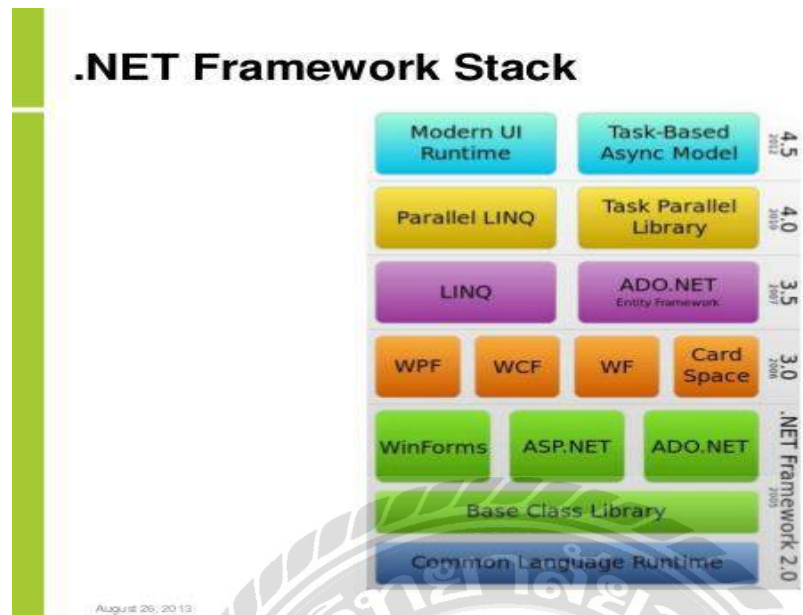 .NET Framework Stack
Modern UI
Runtime
Task-Based
Async Model
4.5
2012
Parallel LINQ
Task Parallel
Library
4.0
2010
LINQ
ADO.NET
Entity Framework
3.5
2007
WPF
WCF
WF
Card
Space
3.0
2006
WinForms
ASP.NET
ADO.NET
Base Class Library
Common Language Runtime
.NET Framework 2.0
2005
August 26, 2013